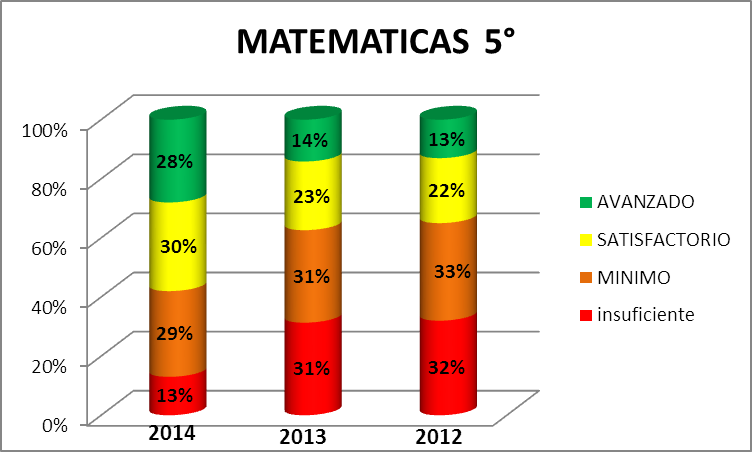 MATEMATICAS 5°
100%
80%
60%
40%
20%
0%
28% 14% 13%
30% 23% 22%
29% 31% 33%
13% 31% 32%
2014 2013 2012
AVANZADO
SATISFACTORIO
MINIMO
insuficiente